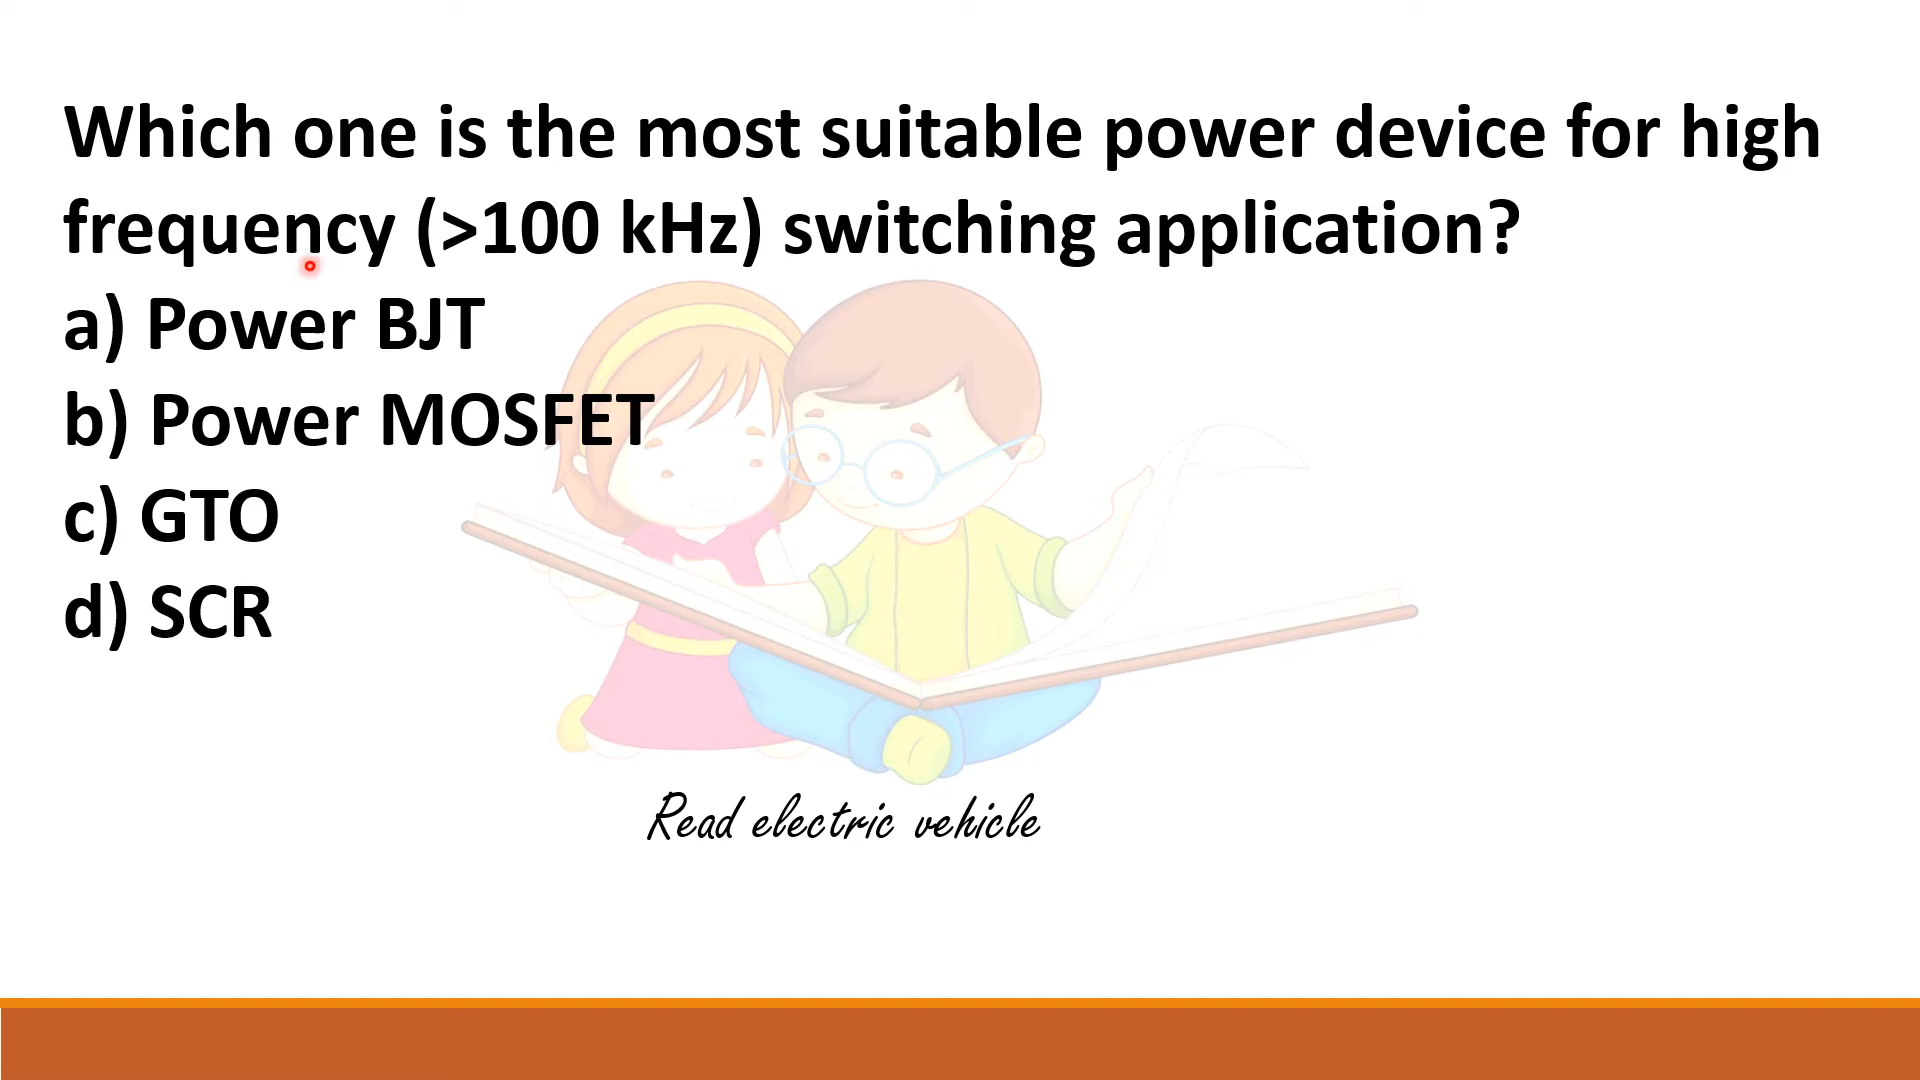 Which one is the most suitable power device for high
frequency (>100 kHz) switching application?
a) Power BJT
b) Power MOSFET
c) GTO
d) SCR
Read electric vehicle